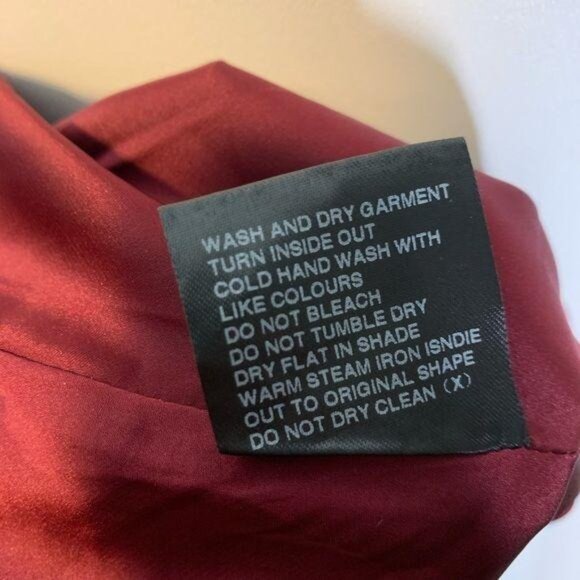 WASH AND DRY GARMENT
TURN INSIDE OUT
COLD HAND WASH WITH
LIKE COLOURS
DO NOT BLEACH
DO NOT TUMBLE DRY
DRY FLAT IN SHADE
WARM STEAM IRON ISNDIE
OUT TO ORIGINAL SHAPE
DO NOT DRY CLEAN (X)